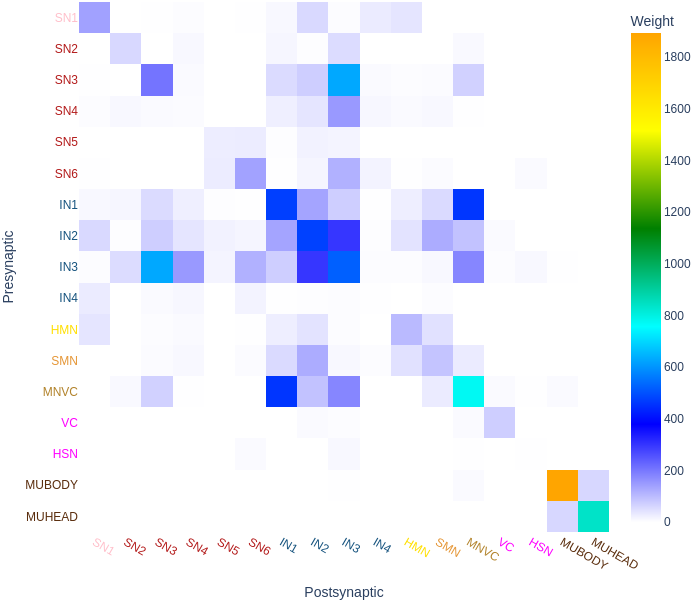 Weight
SN1
SN2
SN3
SN4
SN5
SN6
IN1
IN2
IN3
IN4
HMN
SMN
MNVC
VC
HSN
MUBODY
MUHEAD
Presynaptic
1800
1600
1400
1200
1000
800
600
400
200
0
SN1
SN2
SN3
SN4
SN5
SN6
IN1
IN2
IN3
IN4
HMN
SMN
MNVC
VC
HSN
MUBODY
MUHEAD
Postsynaptic